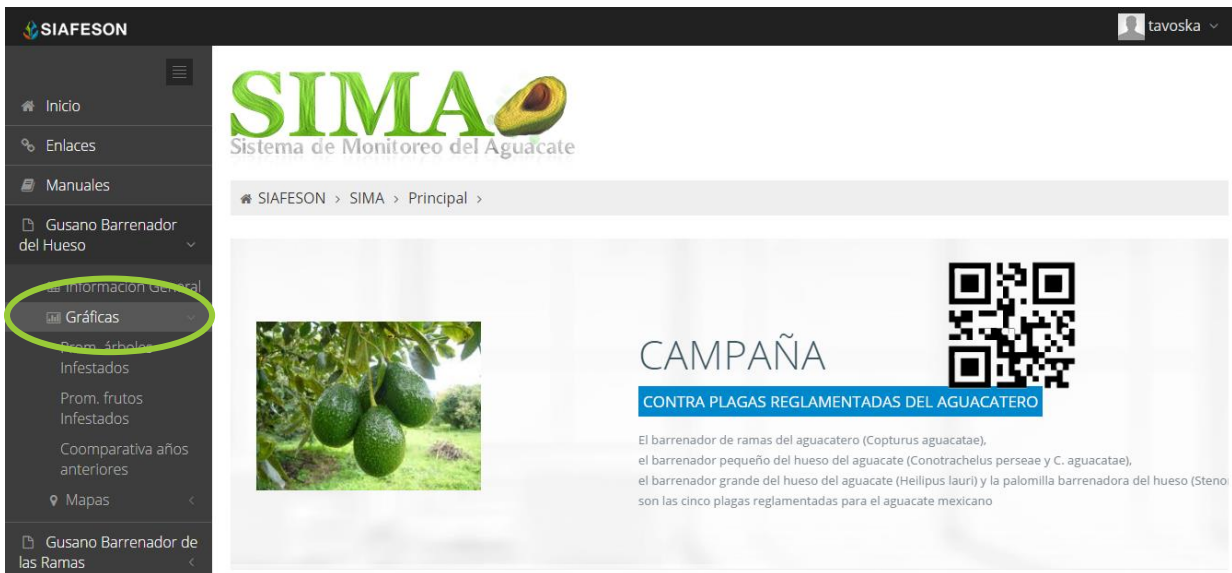 SIAFESON
tavoska
Inicio
Enlaces
Manuales
Gusano Barrenador
del Hueso
Información General
Gráficas
Prom. árboles
Infestados
Prom. frutos
Infestados
Coomparativa años
anteriores
Mapas
Gusano Barrenador de
las Ramas
SIMA
Sistema de Monitoreo del Aguacate
SIAFESON > SIMA > Principal >
CAMPAÑA
CONTRA PLAGAS REGLAMENTADAS DEL AGUACATERO
El barrenador de ramas del aguacatero (Copturus aguacatae),
el barrenador pequeño del hueso del aguacate (Conotrachelus perseae y C. aguacatae),
el barrenador grande del hueso del aguacate (Heilipus lauri) y la palomilla barrenadora del hueso (Steno
son las cinco plagas reglamentadas para el aguacate mexicano